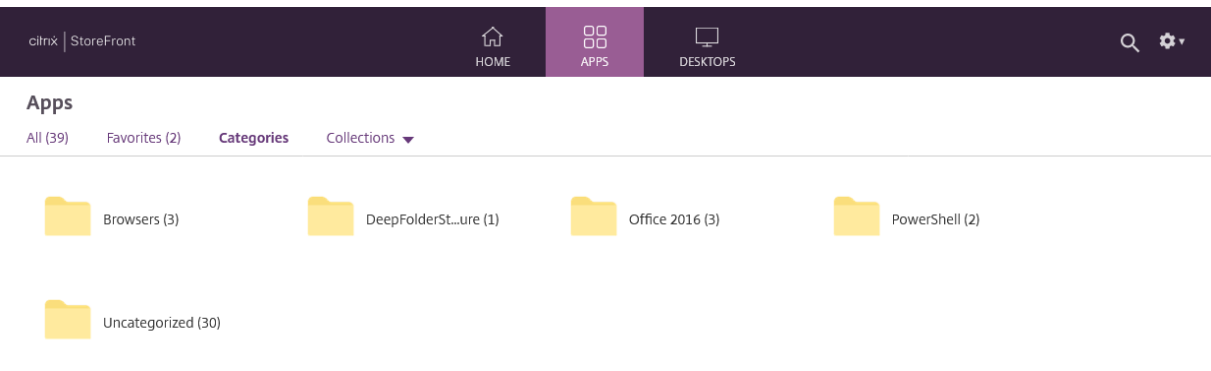 citrix | StoreFront
HOME
APPS
DESKTOPS
Apps
All (39) Favorites (2) Categories Collections
Browsers (3) DeepFolderSt...ure (1) Office 2016 (3) PowerShell (2)
Uncategorized (30)